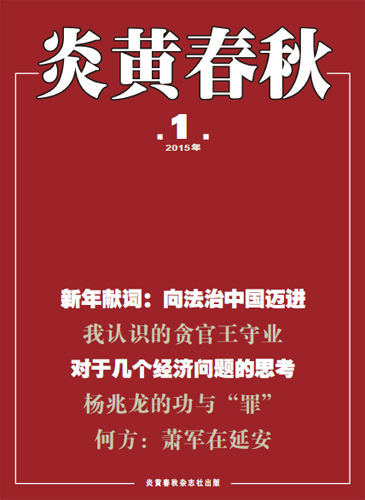 炎黄春秋
.1.
2015年
新年献词：向法治中国迈进
我认识的贪官王守业
对于几个经济问题的思考
杨兆龙的功与“罪”
何方：萧军在延安
炎黄春秋杂志社出版